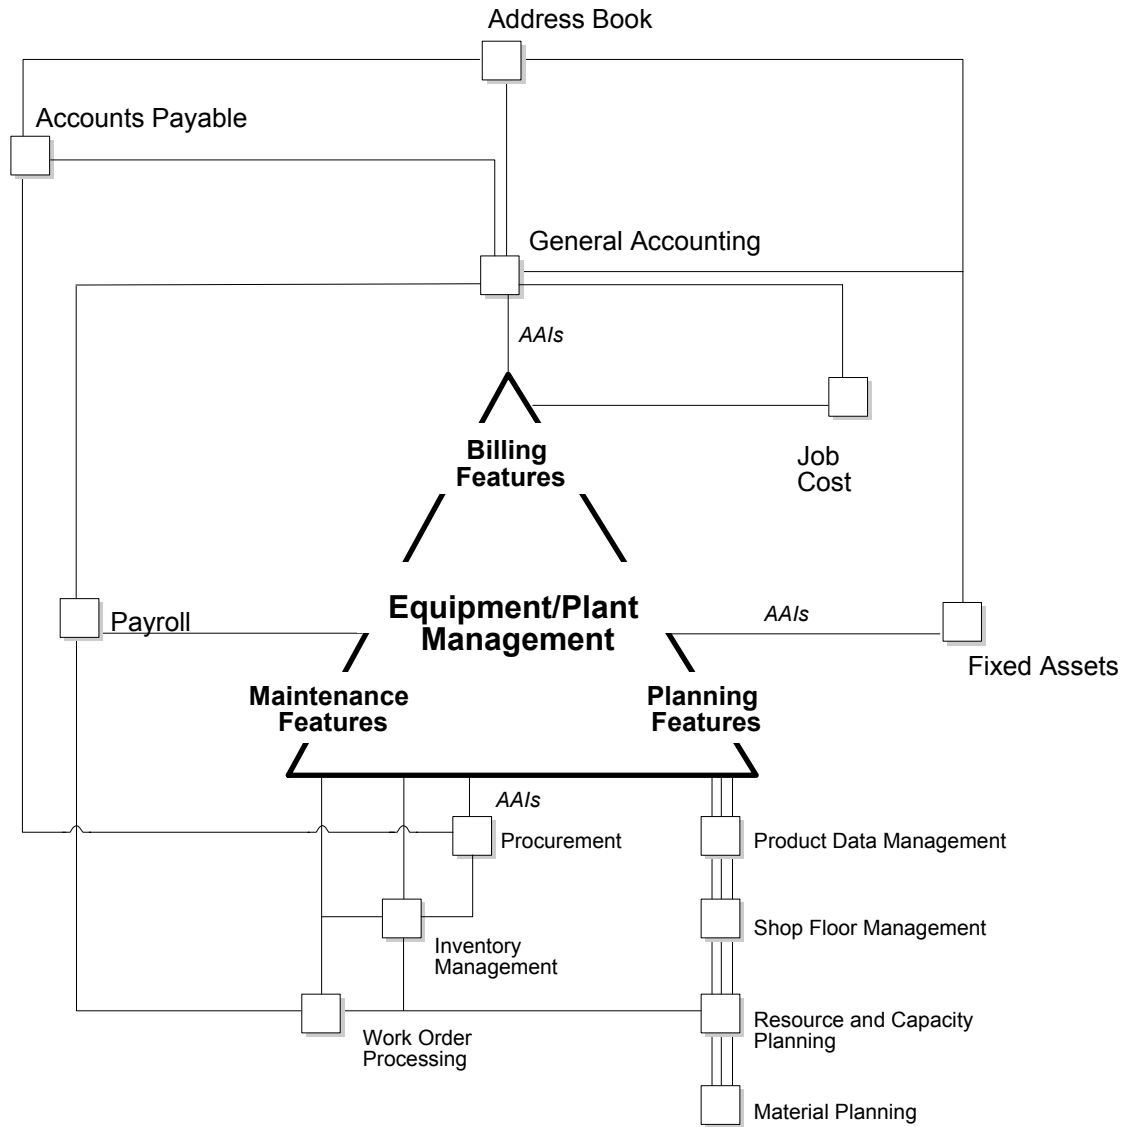 Address Book
Accounts Payable
General Accounting
AAIs
Billing
Features
Job
Cost
Equipment/Plant
Management
AAIs
Payroll
Fixed Assets
Maintenance
Features
Planning
Features
AAIs
Procurement
Product Data Management
Shop Floor Management
Inventory
Management
Resource and Capacity
Planning
Work Order
Processing
Material Planning